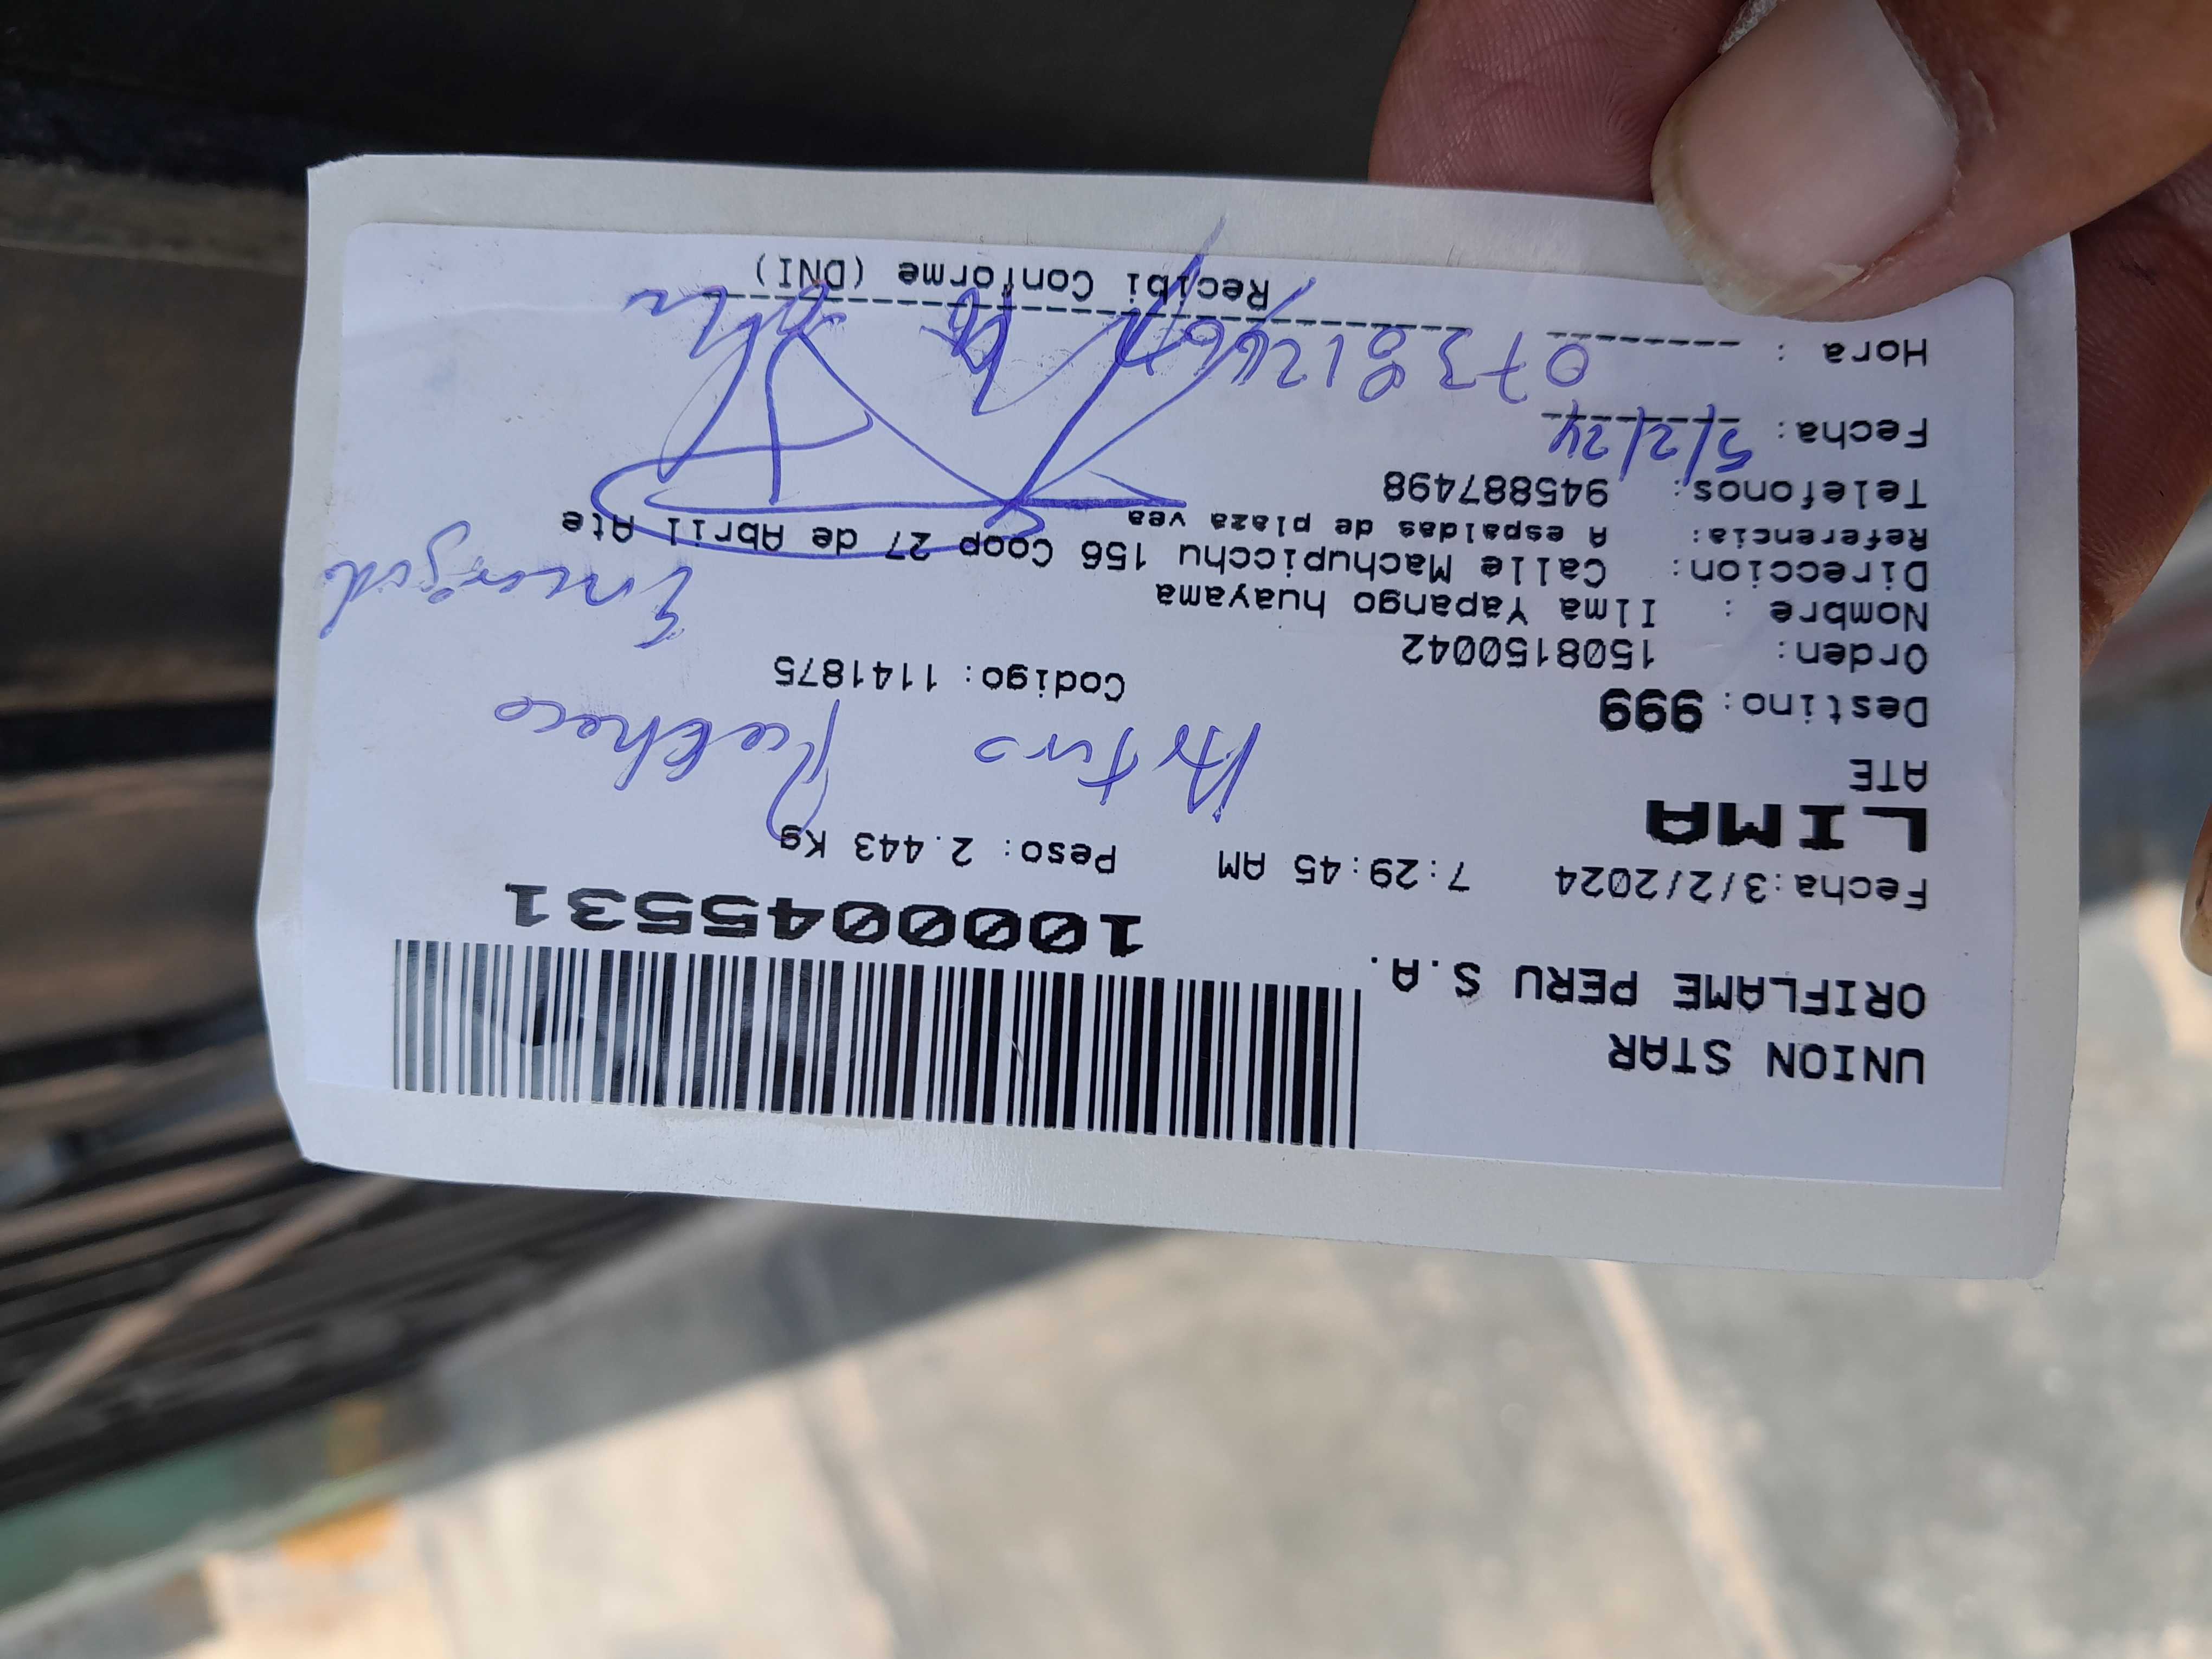 UNION STAR
ORIFLAME PERU S.A.
1000045531
Fecha:3/2/2024 7:29:45 AM Peso: 2.443 Kg
LIMA
ATE
Arturo Pacheco
Destino: 999 Codigo: 1141875
Orden: 1508150042
Nombre : Ilma Yapango huayama
Encargado
Direccion: Calle Machupicchu 156 Coop 27 de Abril Ate
Referencia: A espaldas de plaza vea
Telefonos: 945887498
Fecha: 5/2/24
Hora :
Recibi Conforme (DNI)